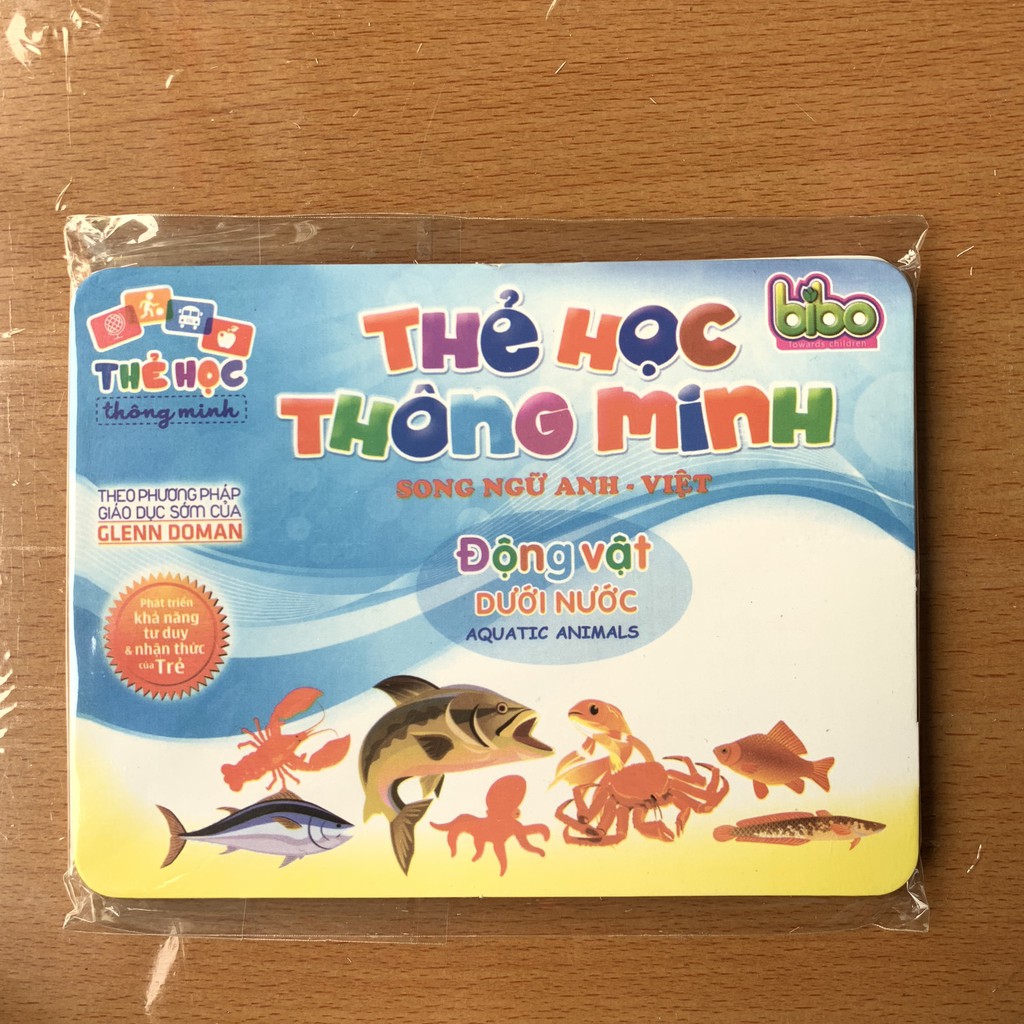 THẺ HỌC
thông minh
THẺ HỌC
THÔNG MINH
bibo
Towards children
SONG NGỮ ANH - VIỆT
THEO PHƯƠNG PHÁP
GIÁO DỤC SỚM CỦA
GLENN DOMAN
Động vật
DƯỚI NƯỚC
AQUATIC ANIMALS
Phát triển
khả năng
tư duy
& nhận thức
của Trẻ